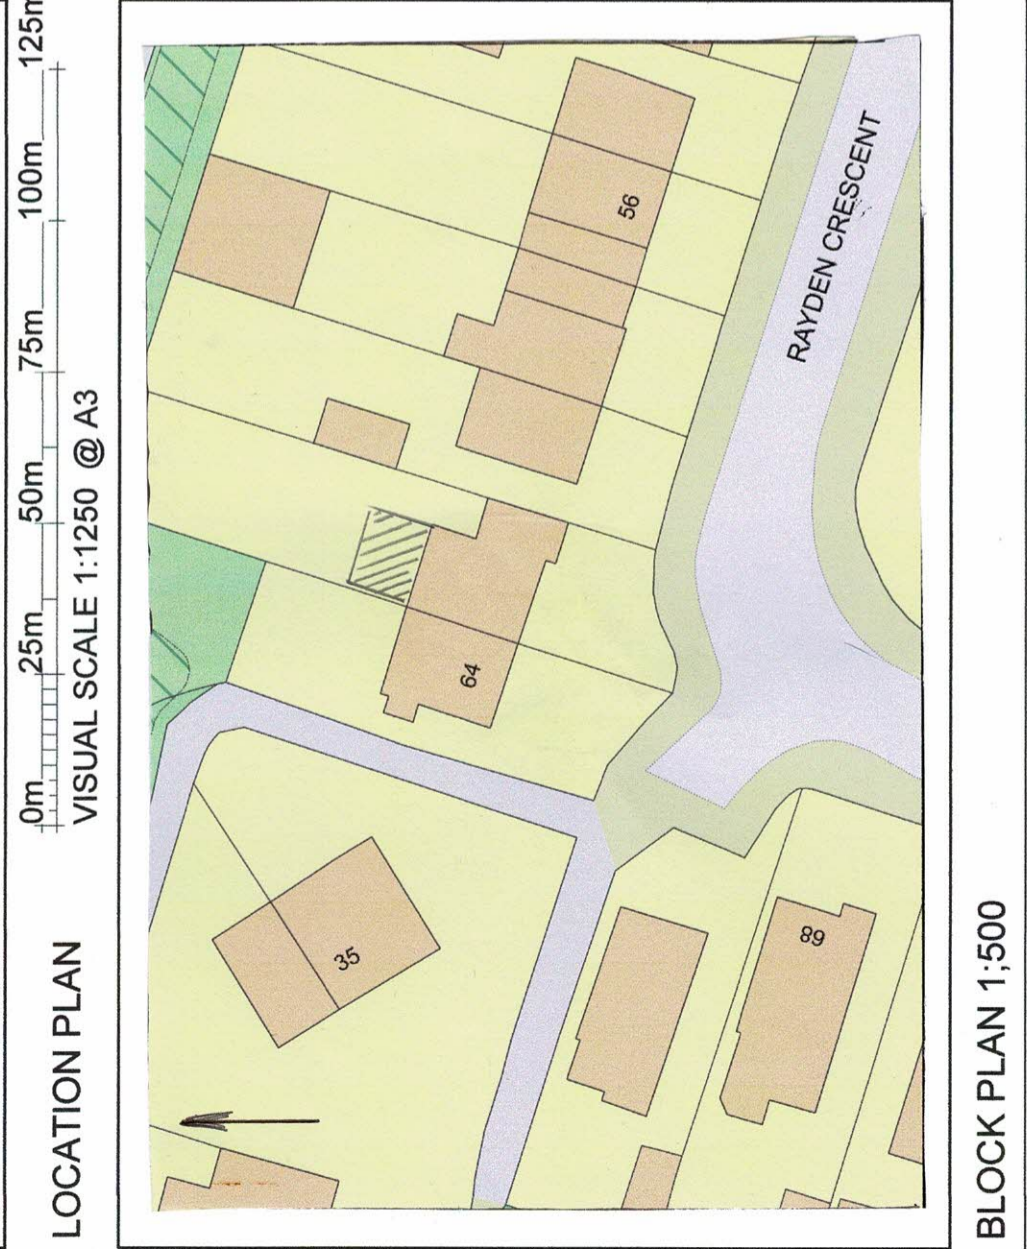 0m 25m 50m 75m 100m 125m
VISUAL SCALE 1:1250 @ A3
LOCATION PLAN
56
RAYDEN CRESCENT
64
35
89
BLOCK PLAN 1;500